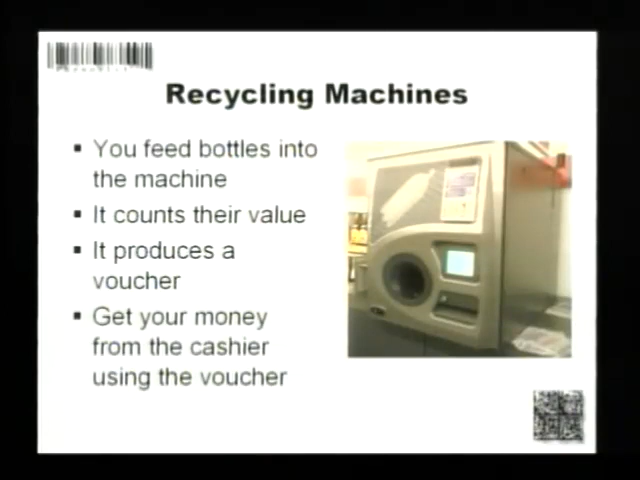 Recycling Machines
▪ You feed bottles into
the machine
▪ It counts their value
▪ It produces a
voucher
▪ Get your money
from the cashier
using the voucher